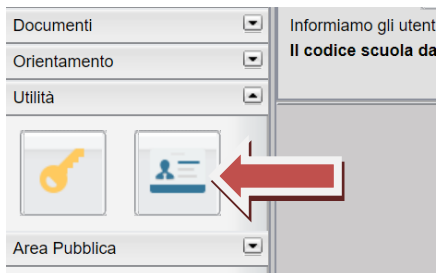 Documenti
Orientamento
Utilità
Area Pubblica
Informiamo gli utent
Il codice scuola da